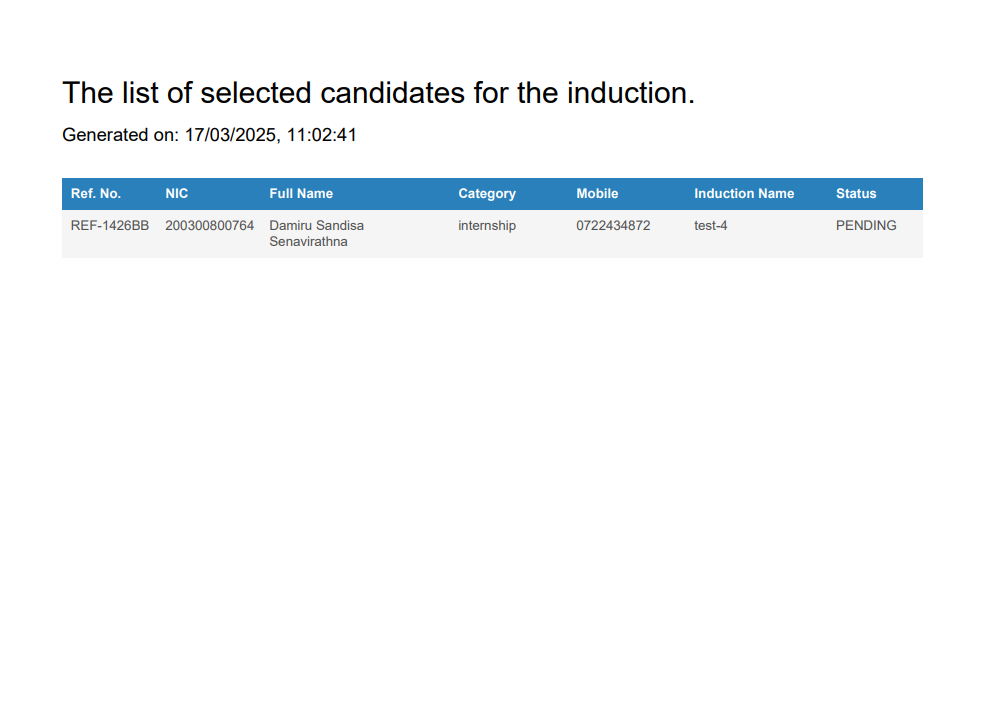 The list of selected candidates for the induction.
Generated on: 17/03/2025, 11:02:41
Ref. No. NIC Full Name Category Mobile Induction Name Status
REF-1426BB 200300800764 Damiru Sandisa internship 0722434872 test-4 PENDING
Senavirathna